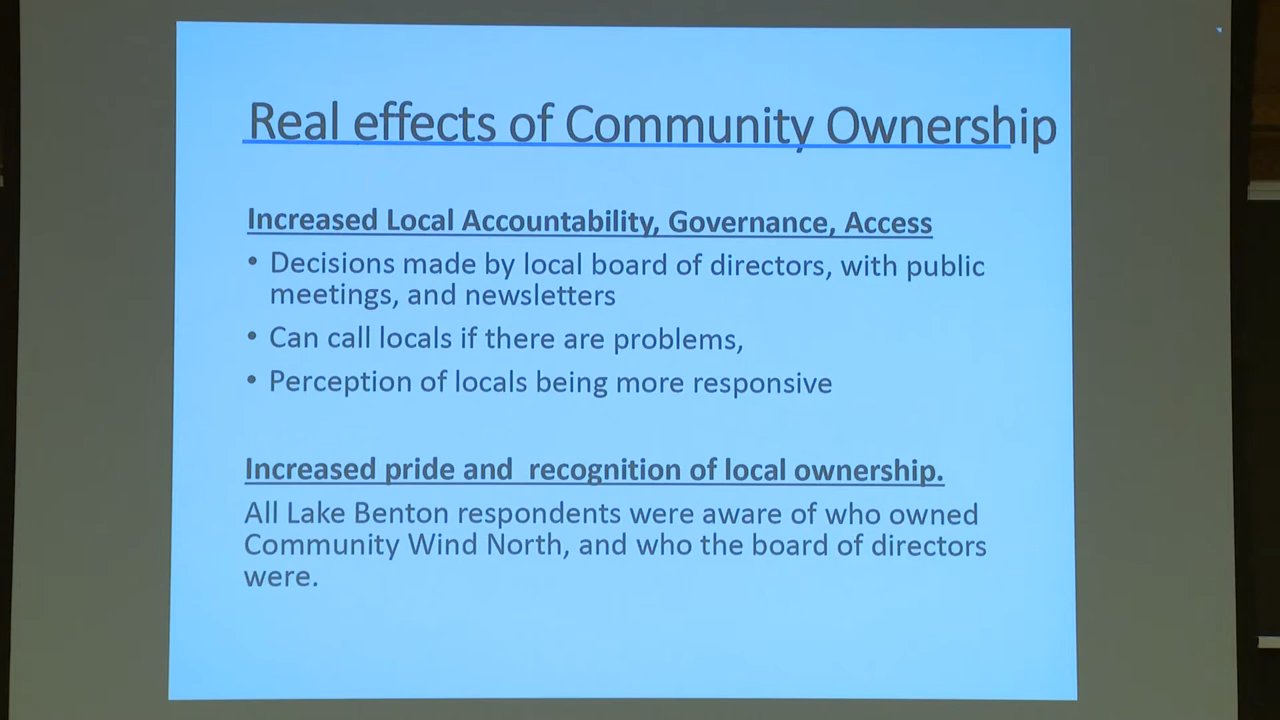 Real effects of Community Ownership
Increased Local Accountability, Governance, Access
• Decisions made by local board of directors, with public
meetings, and newsletters
• Can call locals if there are problems,
• Perception of locals being more responsive
Increased pride and  recognition of local ownership.
All Lake Benton respondents were aware of who owned
Community Wind North, and who the board of directors
were.